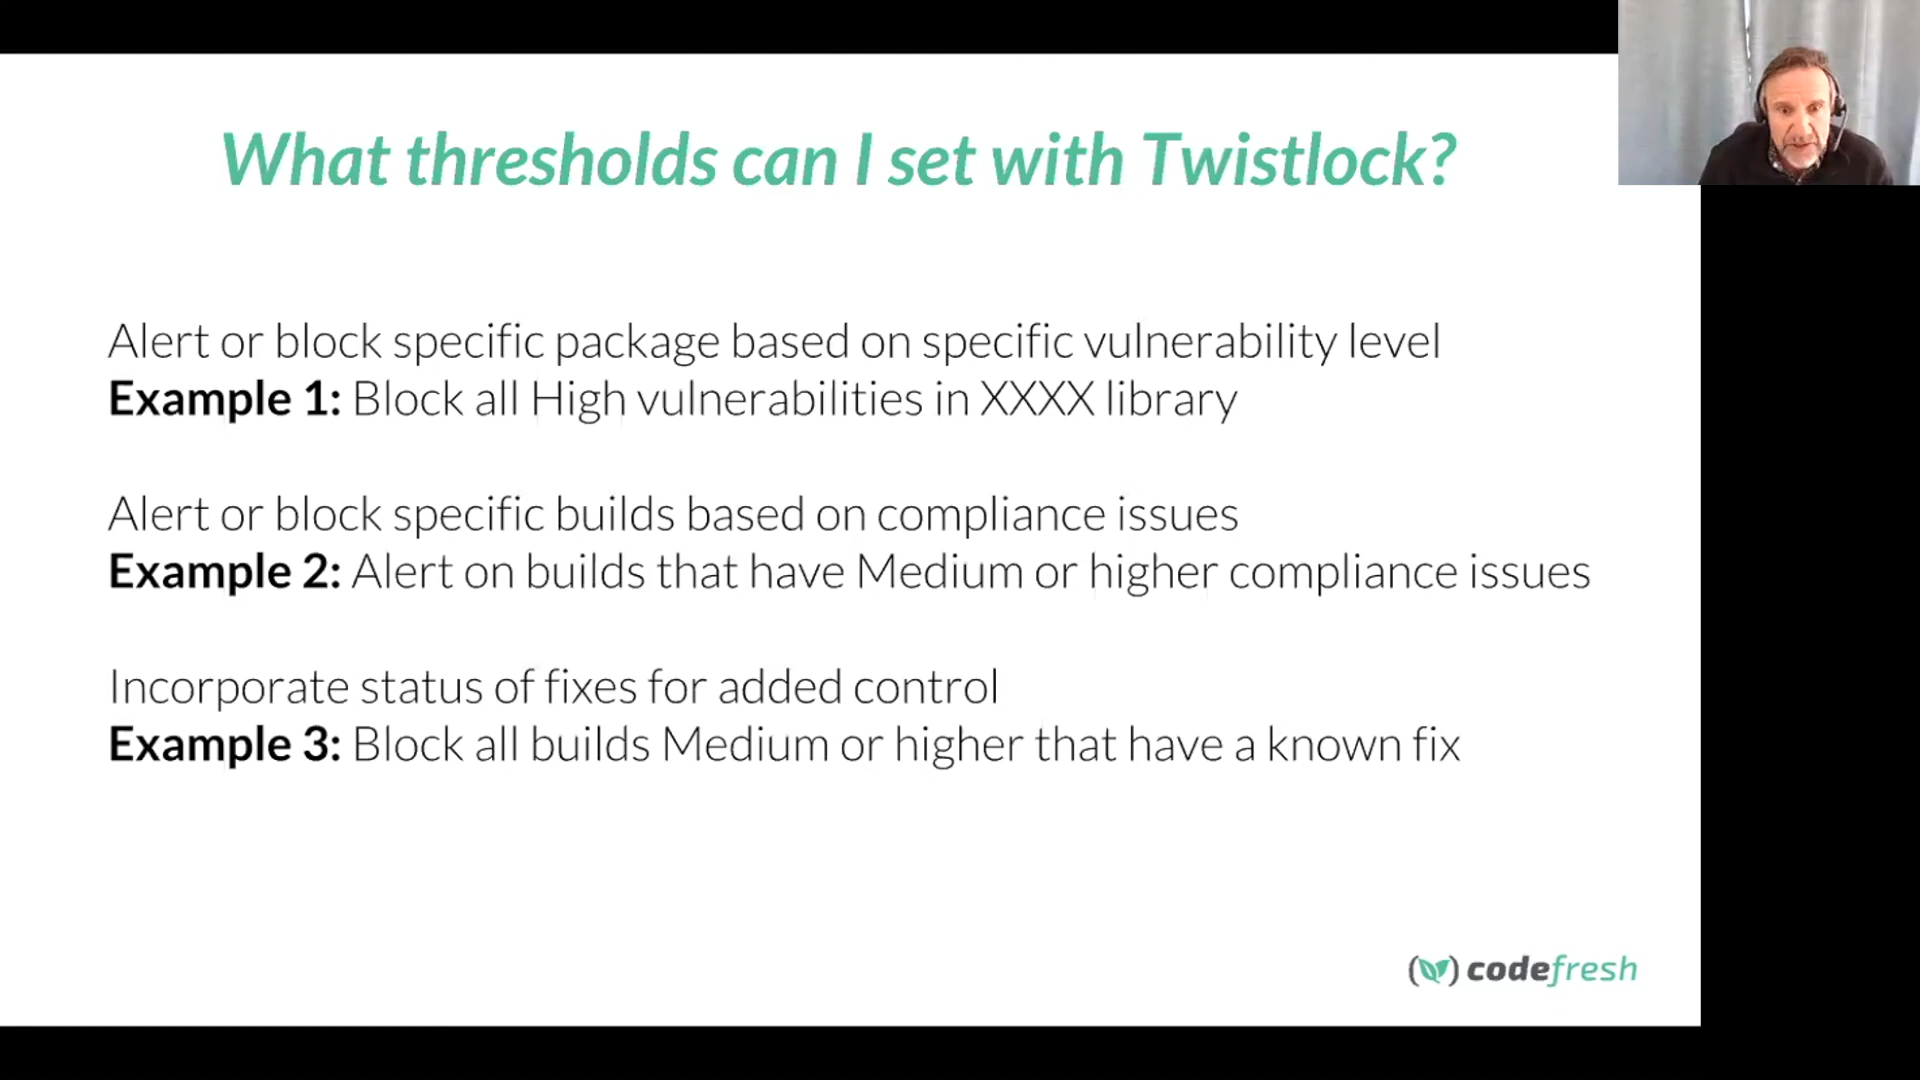 What thresholds can I set with Twistlock?
Alert or block specific package based on specific vulnerability level
Example 1: Block all High vulnerabilities in XXXX library
Alert or block specific builds based on compliance issues
Example 2: Alert on builds that have Medium or higher compliance issues
Incorporate status of fixes for added control
Example 3: Block all builds Medium or higher that have a known fix
codefresh